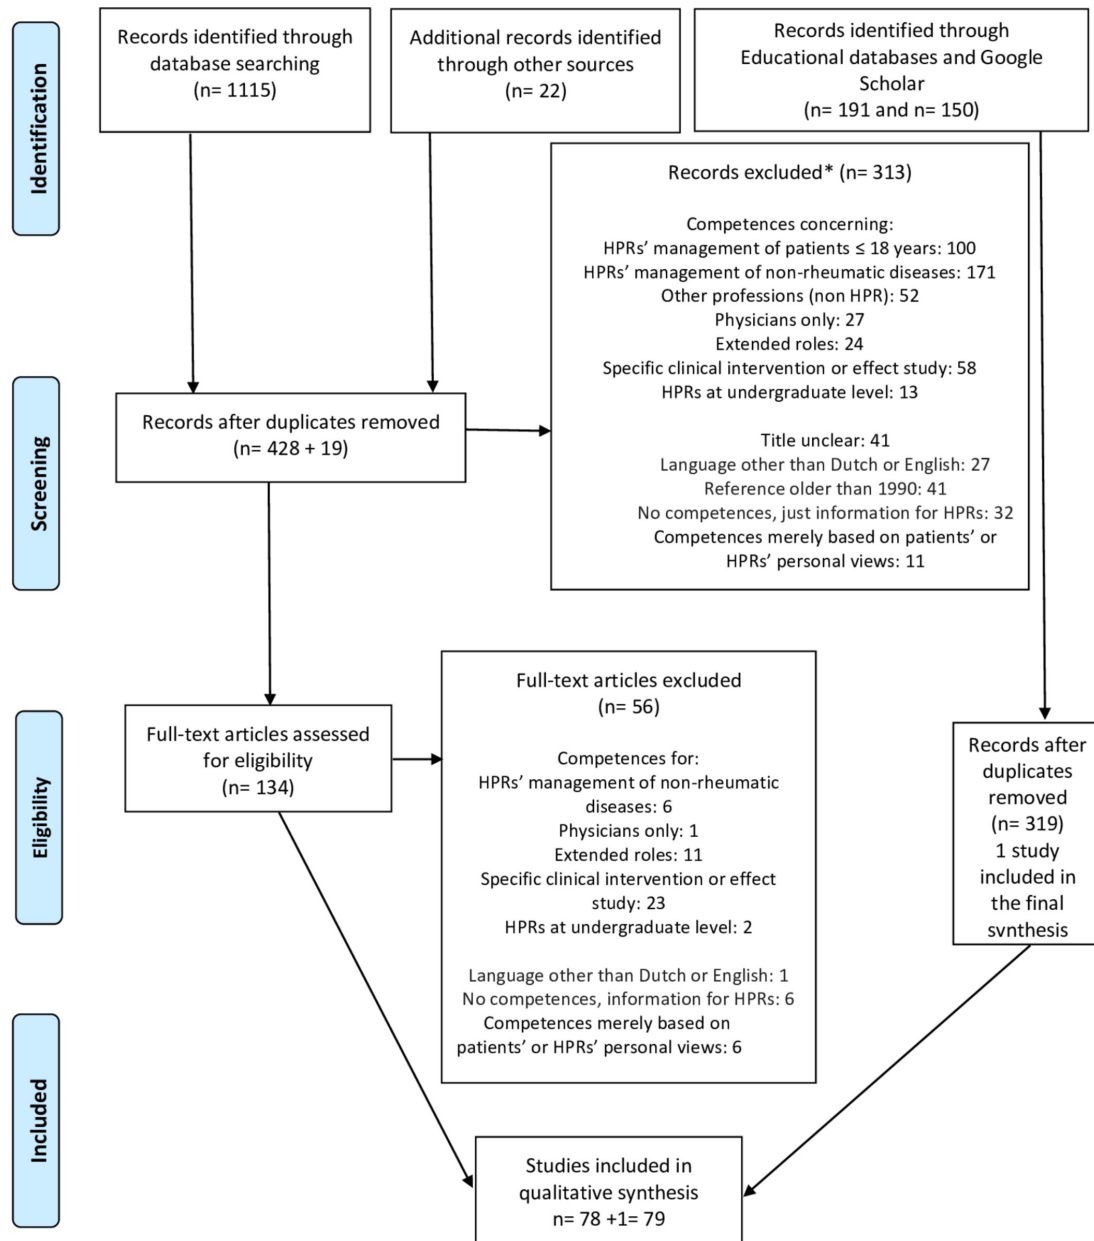 Identification
Records identified through
database searching
(n= 1115)
Additional records identified
through other sources
(n= 22)
Records identified through
Educational databases and Google
Scholar
(n= 191 and n= 150)
Records excluded* (n= 313)
Competences concerning:
HPRs’ management of patients ≤ 18 years: 100
HPRs’ management of non-rheumatic diseases: 171
Other professions (non HPR): 52
Physicians only: 27
Extended roles: 24
Specific clinical intervention or effect study: 58
HPRs at undergraduate level: 13
Title unclear: 41
Language other than Dutch or English: 27
Reference older than 1990: 41
No competences, just information for HPRs: 32
Competences merely based on patients’ or
HPRs’ personal views: 11
Screening
Records after duplicates removed
(n= 428 + 19)
Eligibility
Full-text articles assessed
for eligibility
(n= 134)
Full-text articles excluded
(n= 56)
Competences for:
HPRs’ management of non-rheumatic
diseases: 6
Physicians only: 1
Extended roles: 11
Specific clinical intervention or effect
study: 23
HPRs at undergraduate level: 2
Language other than Dutch or English: 1
No competences, information for HPRs: 6
Competences merely based on
patients’ or HPRs’ personal views: 6
Records after
duplicates
removed
(n= 319)
1 study
included in
the final
synthesis
Included
Studies included in
qualitative synthesis
n= 78 +1= 79